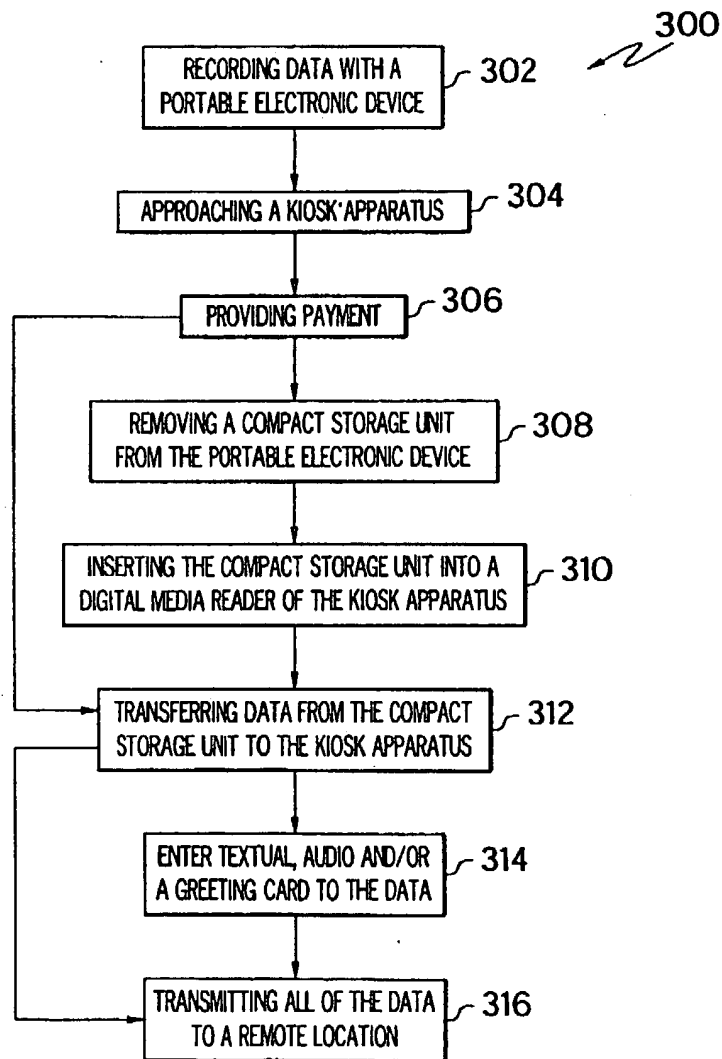 300
RECORDING DATA WITH A
PORTABLE ELECTRONIC DEVICE
302
APPROACHING A KIOSK APPARATUS
304
PROVIDING PAYMENT
306
REMOVING A COMPACT STORAGE UNIT
FROM THE PORTABLE ELECTRONIC DEVICE
308
INSERTING THE COMPACT STORAGE UNIT INTO A
DIGITAL MEDIA READER OF THE KIOSK APPARATUS
310
TRANSFERRING DATA FROM THE COMPACT
STORAGE UNIT TO THE KIOSK APPARATUS
312
ENTER TEXTUAL, AUDIO AND/OR
A GREETING CARD TO THE DATA
314
TRANSMITTING ALL OF THE DATA
TO A REMOTE LOCATION
316